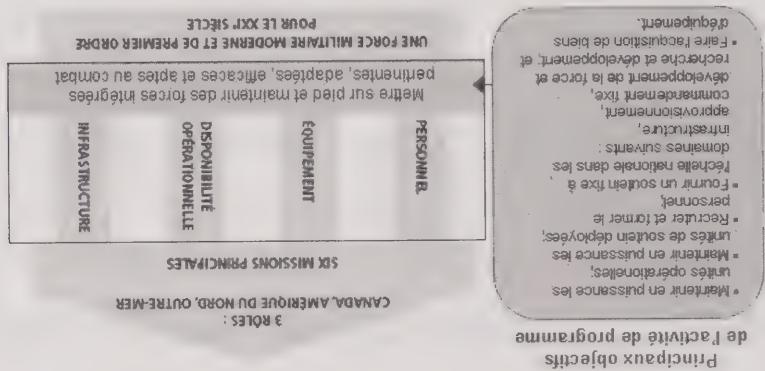 Principaux objectifs
de l'activité de programme
• Maintenir en puissance les
unités opérationelles;
• Maintenir en puissance les
unités de soutien déployées;
• Recruter et former le
personnel;
• Fournir un soutien fixe à
l'échelle nationale dans les
domaines suivants :
infrastructure,
approvisionnement,
commandement fixe,
développement de la force et
recherche et développement; et
• Faire l'acquisition de biens
d'équipement.
3 RÔLES :
CANADA, AMÉRIQUE DU NORD, OUTRE-MER
SIX MISSIONS PRINCIPALES
PERSONNEL
ÉQUIPEMENT
DISPONIBILITÉ
OPÉRATIONNELLE
INFRASTRUCTURE
Mettre sur pied et maintenir des forces intégrées
pertinentes, adaptées, efficaces et aptes au combat
UNE FORCE MILITAIRE MODERNE ET DE PREMIER ORDRE
POUR LE XXIᵉ SIÈCLE